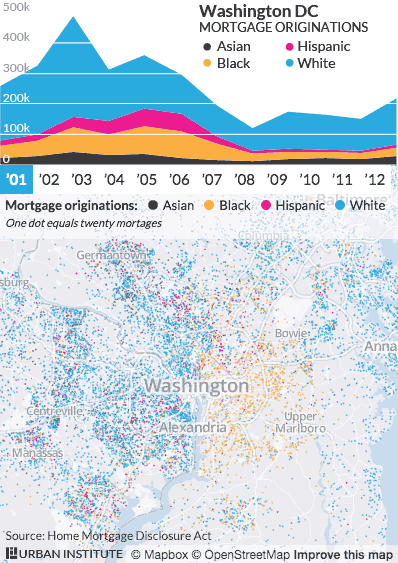 500k
Washington DC
MORTGAGE ORIGINATIONS
Asian
Hispanic
Black
White
400k
300k
200k
100k
0
'01 '02 '03 '04 '05 '06 '07 '08 '09 '10 '11 '12
Mortgage originations: Asian Black Hispanic White
One dot equals twenty mortages
Columbia
Germantown
sburg
Bowie
Anna
Washington
Centreville
Alexandria
Upper
Marlboro
Manassas
Source: Home Mortgage Disclosure Act
URBAN INSTITUTE © Mapbox © OpenStreetMap Improve this map